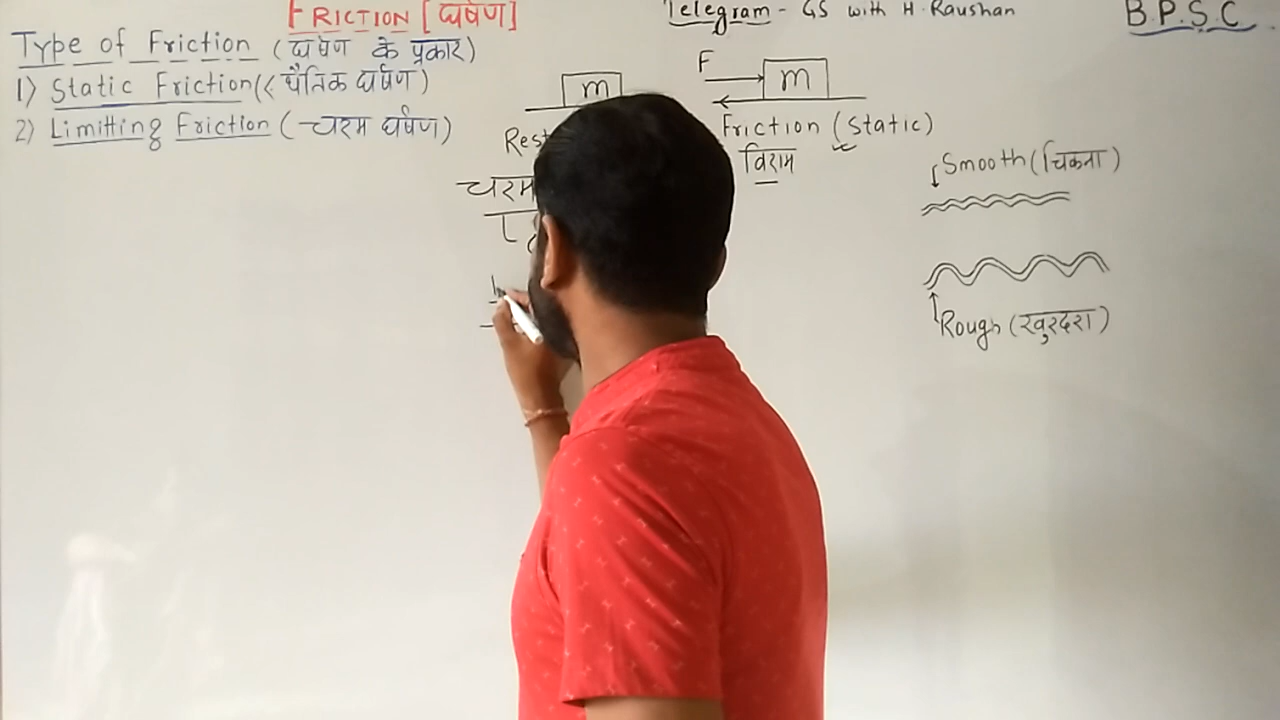 FRICTION [घर्षण]
Telegram - GS with H. Raushan
B.P.S.C
Type of Friction (घर्षण के प्रकार)
1) Static Friction (स्थैतिक घर्षण)
2) Limitting Friction (चरम घर्षण)
m
Rest
चरम
F
m
Friction (Static)
विराम
Smooth (चिकना)
Rough (खुरदरा)